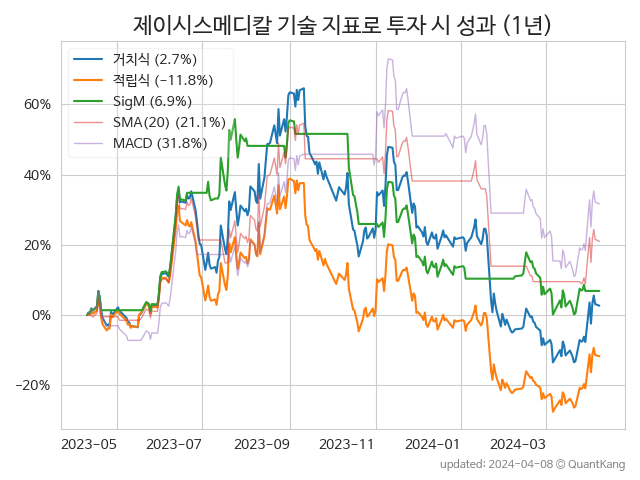 제이시스메디칼 기술 지표로 투자 시 성과 (1년)
거치식 (2.7%)
적립식 (−11.8%)
SigM (6.9%)
SMA(20) (21.1%)
MACD (31.8%)
60%
40%
20%
0%
−20%
2023-05 2023-07 2023-09 2023-11 2024-01 2024-03
updated: 2024-04-08 © QuantKang